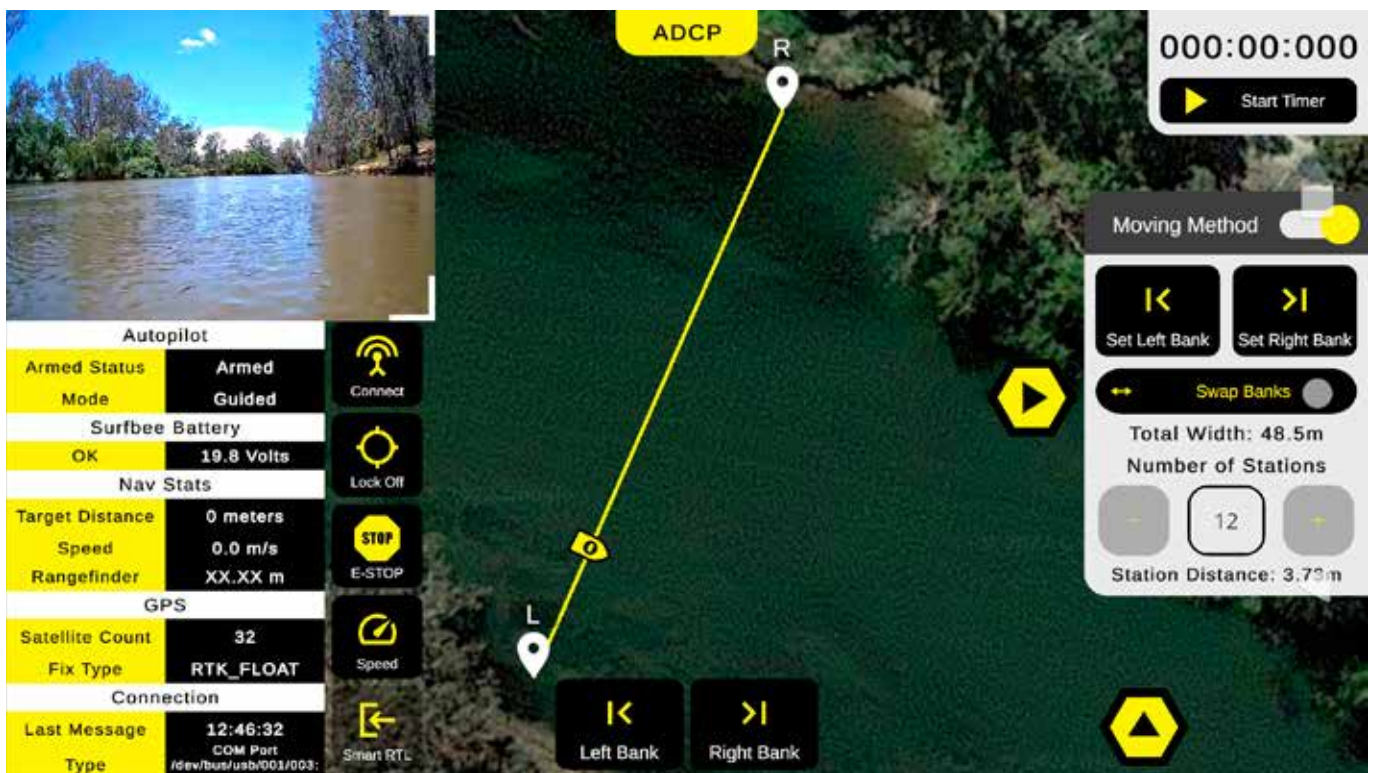 ADCP
R
L
000:00:000
Start Timer
Moving Method
Set Left Bank
Set Right Bank
Swap Banks
Total Width: 48.5m
Number of Stations
-
12
+
Station Distance: 3.73m
Autopilot
Armed Status Armed
Mode Guided
Surfbee Battery
OK 19.8 Volts
Nav Stats
Target Distance 0 meters
Speed 0.0 m/s
Rangefinder XX.XX m
GPS
Satellite Count 32
Fix Type RTK_FLOAT
Connection
Last Message 12:46:32
Type COM Port
/dev/bus/usb/001/003:
Connect
Lock Off
STOP
E-STOP
Speed
Smart RTL
Left Bank
Right Bank